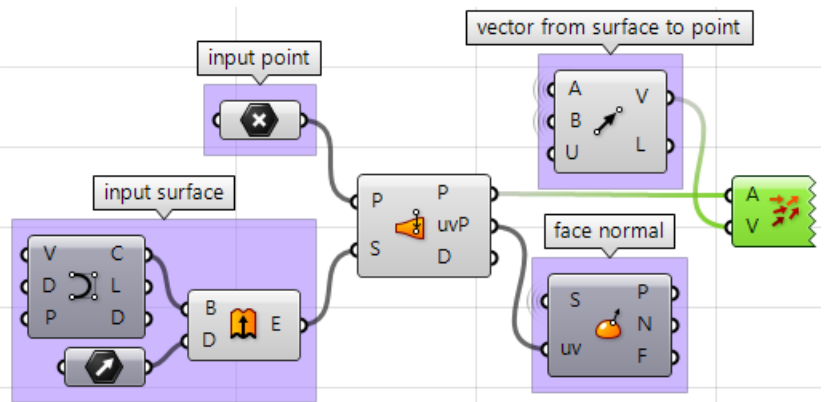 vector from surface to point
input point
A
B
U
V
L
input surface
P
S
P
uvP
D
A
V
face normal
V
D
P
C
L
D
B
D
E
S
uv
P
N
F